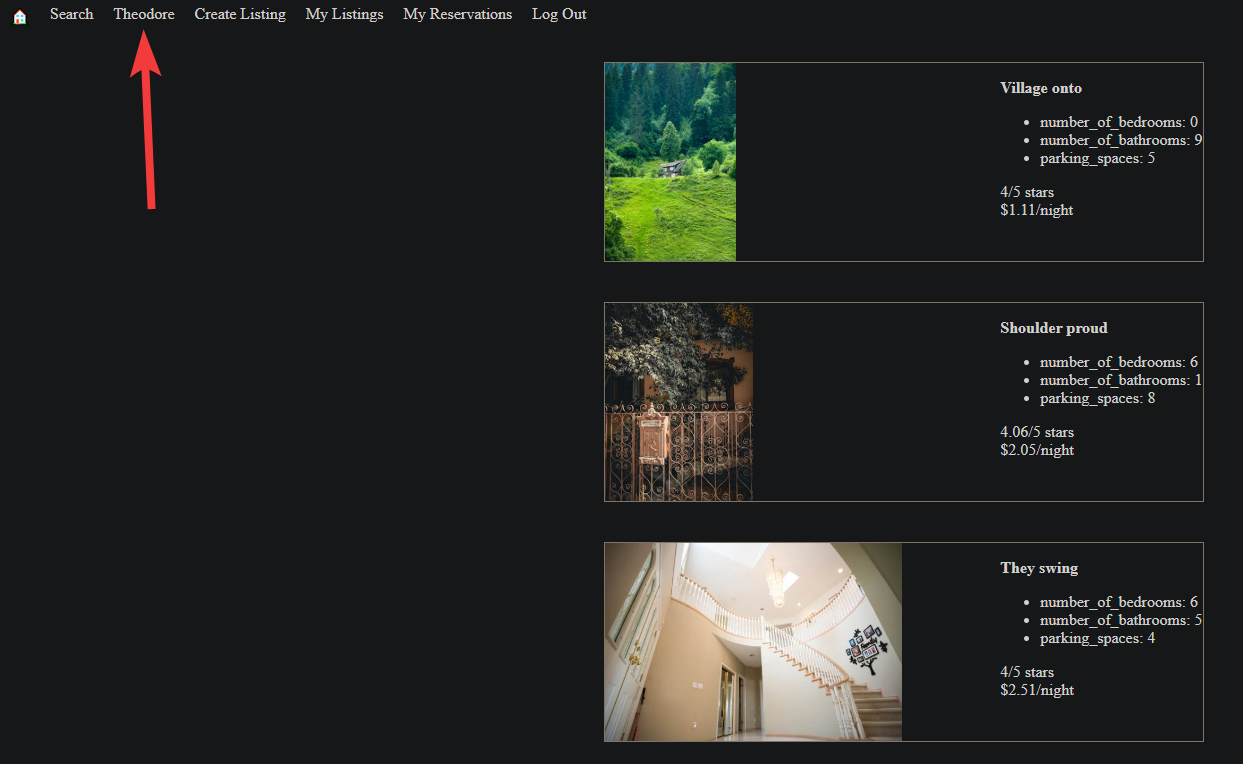 Search Theodore Create Listing My Listings My Reservations Log Out
Village onto
number_of_bedrooms: 0
number_of_bathrooms: 9
parking_spaces: 5
4/5 stars
$1.11/night
Shoulder proud
number_of_bedrooms: 6
number_of_bathrooms: 1
parking_spaces: 8
4.06/5 stars
$2.05/night
They swing
number_of_bedrooms: 6
number_of_bathrooms: 5
parking_spaces: 4
4/5 stars
$2.51/night